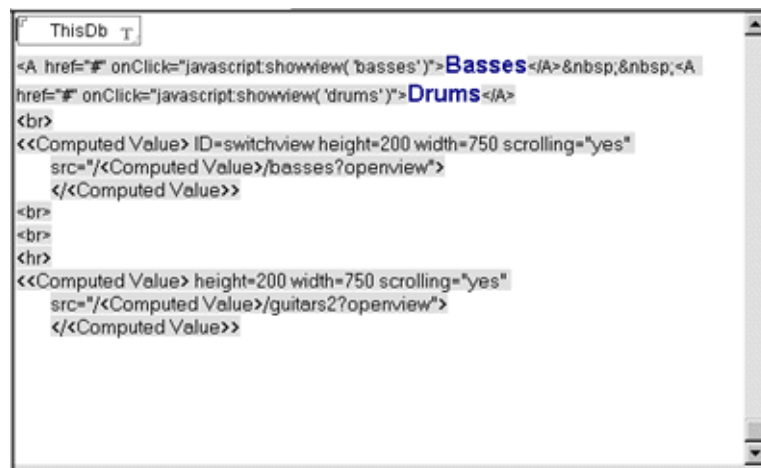 ThisDb T
<A href="#" onClick="javascript:showview( 'basses')">Basses</A>&nbsp;&nbsp;<A
href="#" onClick="javascript:showview( 'drums')">Drums</A>
<br>
<<Computed Value> ID=switchview height=200 width=750 scrolling="yes"
src="/<Computed Value>/basses?openview">
</<Computed Value>>
<br>
<br>
<hr>
<<Computed Value> height=200 width=750 scrolling="yes"
src="/<Computed Value>/guitars2?openview">
</<Computed Value>>